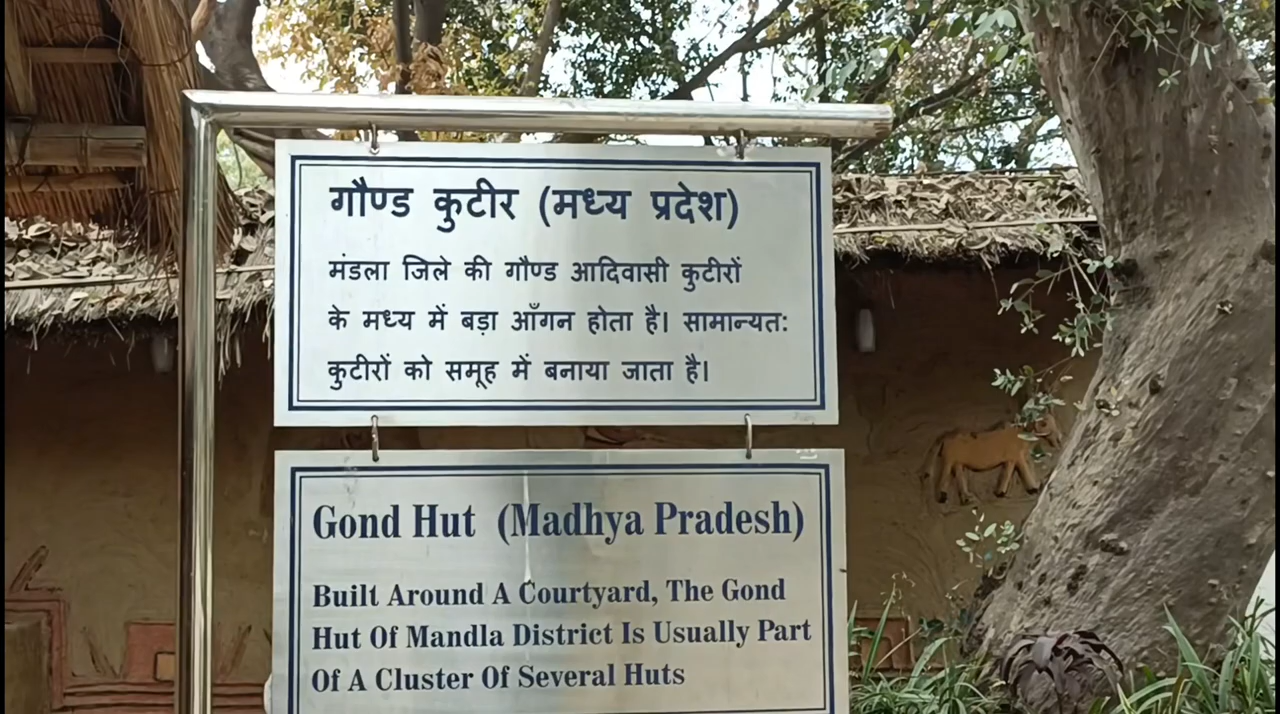 गौण्ड कुटीर (मध्य प्रदेश)
मंडला जिले की गौण्ड आदिवासी कुटीरों
के मध्य में बड़ा आँगन होता है। सामान्यत:
कुटीरों को समूह में बनाया जाता है।
Gond Hut (Madhya Pradesh)
Built Around A Courtyard, The Gond
Hut Of Mandla District Is Usually Part
Of A Cluster Of Several Huts